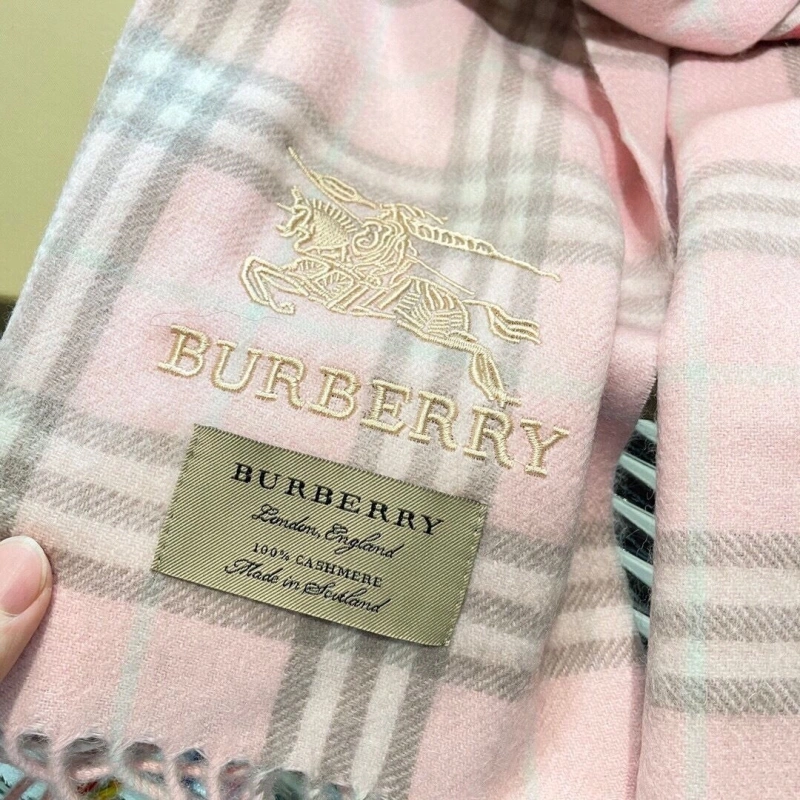 BURBERRY
BURBERRY
London, England
100% CASHMERE
Made in Scotland